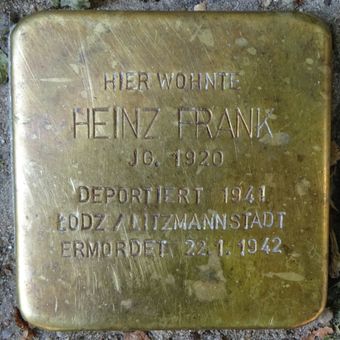 HIER WOHNTE
HEINZ FRANK
JG. 1920
DEPORTIERT 1941
ŁODZ / LITZMANNSTADT
ERMORDET 22.1.1942